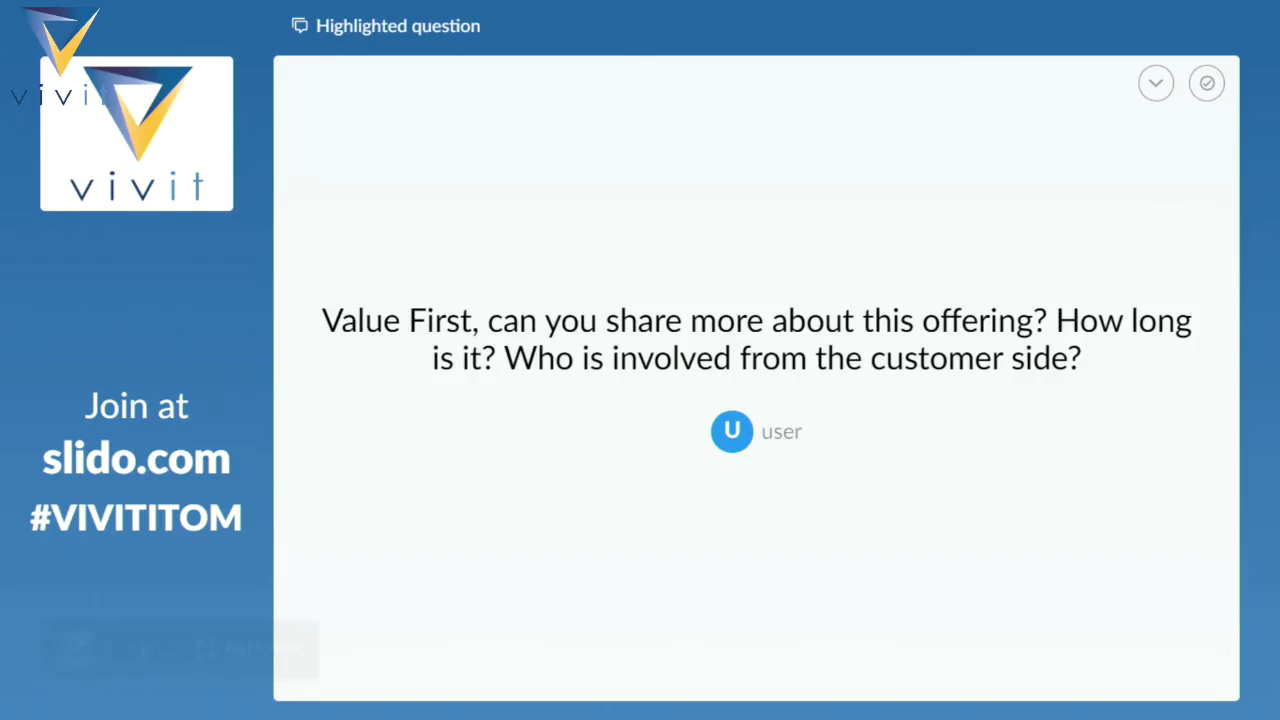 Highlighted question
vivit
vivit
Value First, can you share more about this offering? How long
is it? Who is involved from the customer side?
U user
Join at
slido.com
#VIVITITOM